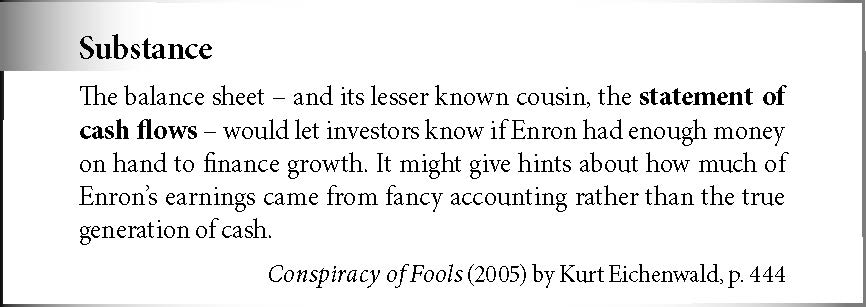 Substance
The balance sheet – and its lesser known cousin, the statement of
cash flows – would let investors know if Enron had enough money
on hand to finance growth. It might give hints about how much of
Enron’s earnings came from fancy accounting rather than the true
generation of cash.
Conspiracy of Fools (2005) by Kurt Eichenwald, p. 444